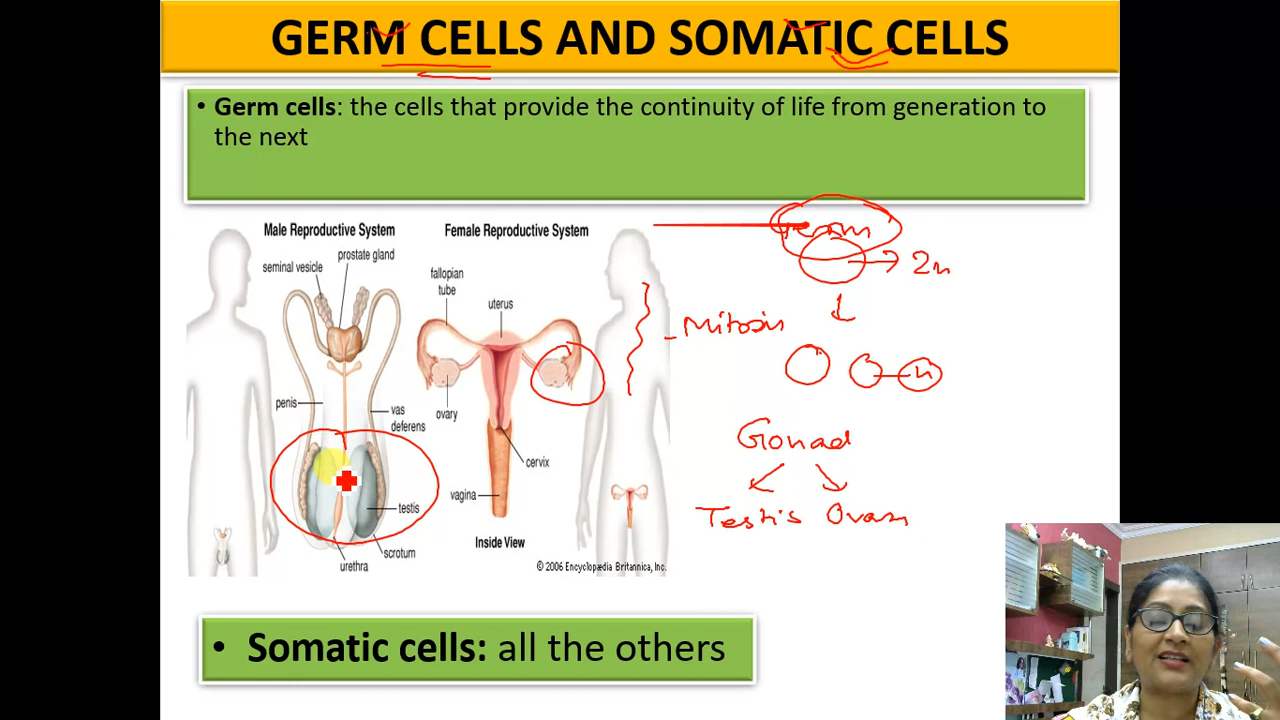 GERM CELLS AND SOMATIC CELLS
• Germ cells: the cells that provide the continuity of life from generation to
the next
Male Reproductive System
prostate gland
seminal vesicle
penis
vas
deferens
testis
scrotum
urethra
Female Reproductive System
fallopian
tube
uterus
ovary
cervix
vagina
Inside View
© 2006 Encyclopædia Britannica, Inc.
Germ
2n
Mitosis
n
Gonad
Testis Ovary
• Somatic cells: all the others